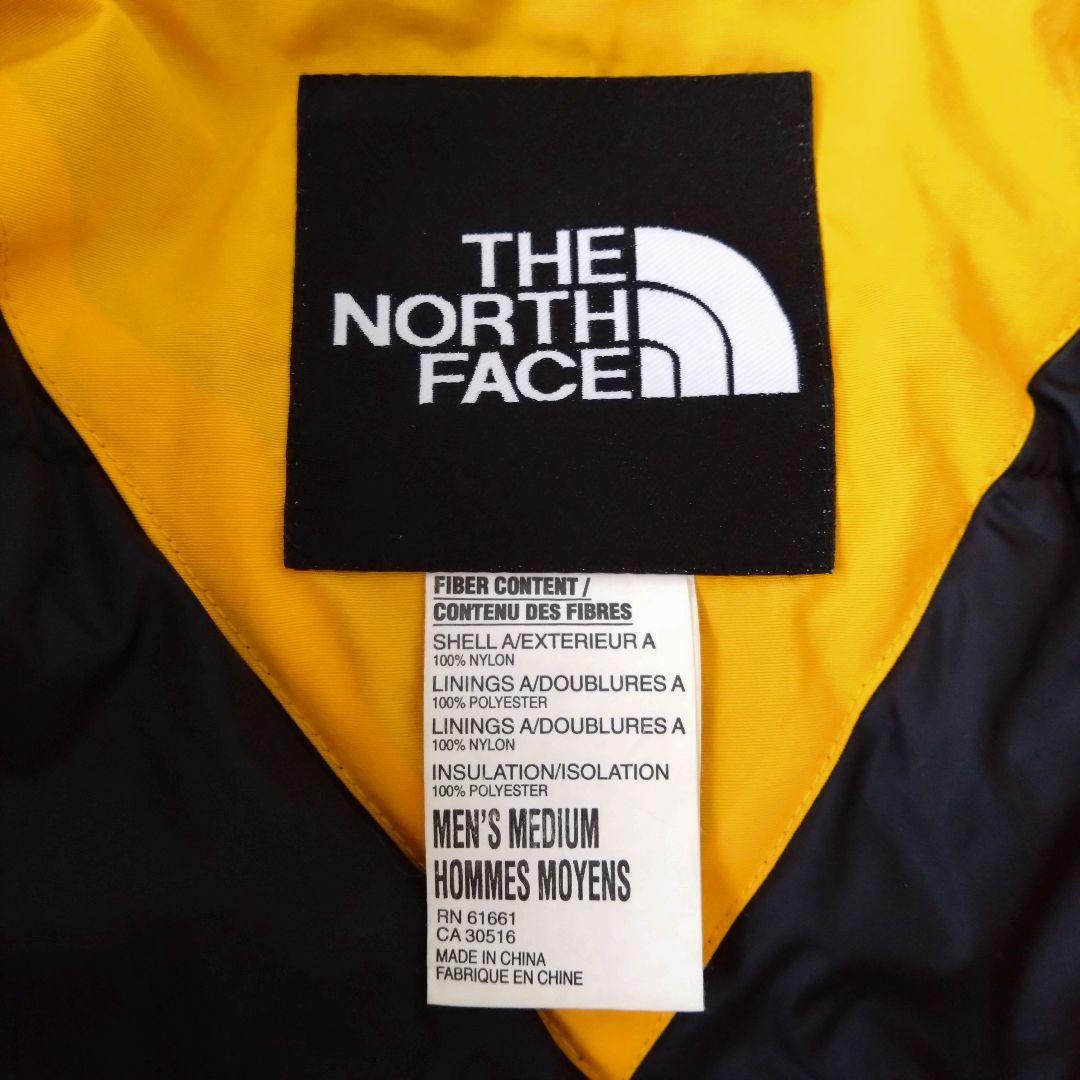 THE
NORTH
FACE
FIBER CONTENT /
CONTENU DES FIBRES
SHELL A/EXTERIEUR A
100% NYLON
LININGS A/DOUBLURES A
100% POLYESTER
LININGS A/DOUBLURES A
100% NYLON
INSULATION/ISOLATION
100% POLYESTER
MEN'S MEDIUM
HOMMES MOYENS
RN 61661
CA 30516
MADE IN CHINA
FABRIQUE EN CHINE